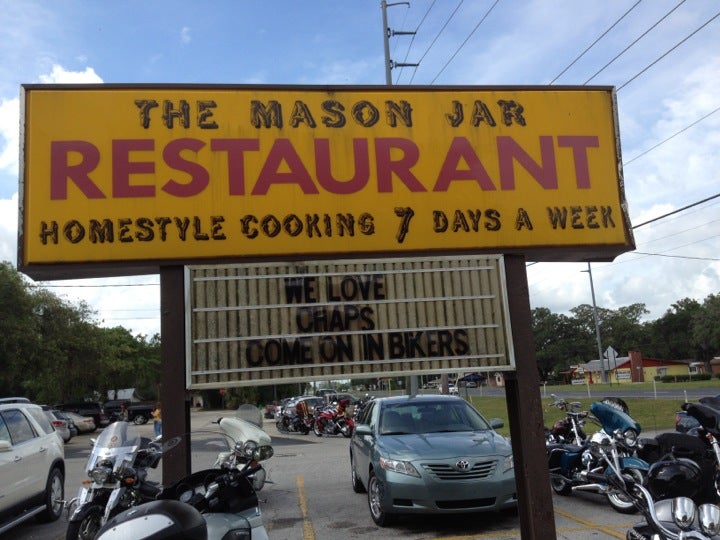 THE MASON JAR
RESTAURANT
HOMESTYLE COOKING 7 DAYS A WEEK
WE LOVE
CHAPS
COME ON IN BIKERS